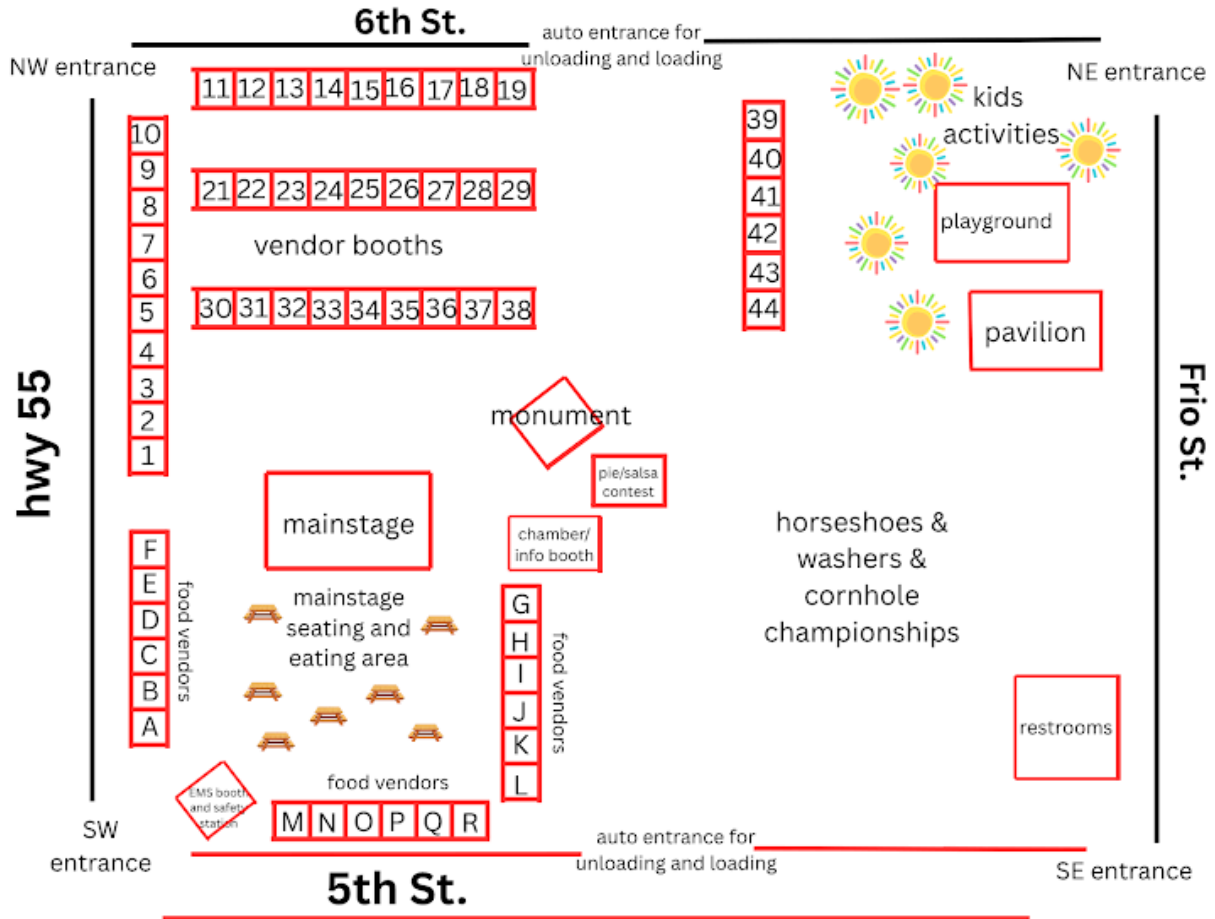 6th St.
auto entrance for
unloading and loading
NW entrance
NE entrance
11 12 13 14 15 16 17 18 19
kids
activities
10
9
8
7
6
5
4
3
2
1
21 22 23 24 25 26 27 28 29
vendor booths
30 31 32 33 34 35 36 37 38
39
40
41
42
43
44
playground
pavilion
hwy 55
Frio St.
monument
pie/salsa
contest
mainstage
chamber/
info booth
horseshoes &
washers &
cornhole
championships
F
E
D
C
B
A
food vendors
mainstage
seating and
eating area
G
H
I
J
K
L
food vendors
restrooms
food vendors
EMS booth
and safety
station
M N O P Q R
SW
entrance
auto entrance for
unloading and loading
SE entrance
5th St.